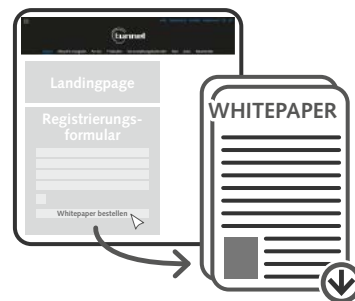 tunnel
Landingpage
Registrierungs-
formular
Whitepaper bestellen
WHITEPAPER